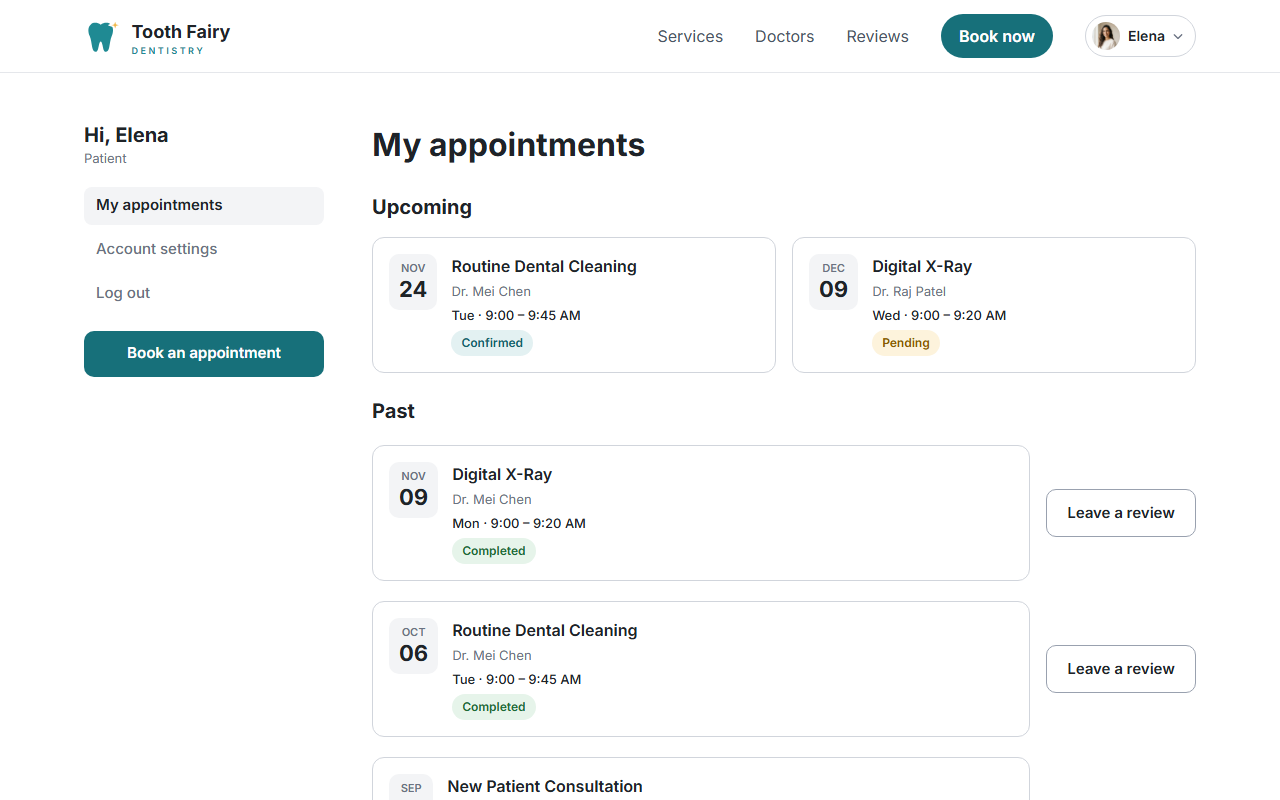 Tooth Fairy
DENTISTRY
Services
Doctors
Reviews
Book now
Elena
Hi, Elena
Patient
My appointments
Account settings
Log out
Book an appointment
My appointments
Upcoming
NOV
24
Routine Dental Cleaning
Dr. Mei Chen
Tue · 9:00 – 9:45 AM
Confirmed
DEC
09
Digital X-Ray
Dr. Raj Patel
Wed · 9:00 – 9:20 AM
Pending
Past
NOV
09
Digital X-Ray
Dr. Mei Chen
Mon · 9:00 – 9:20 AM
Completed
Leave a review
OCT
06
Routine Dental Cleaning
Dr. Mei Chen
Tue · 9:00 – 9:45 AM
Completed
Leave a review
SEP
New Patient Consultation